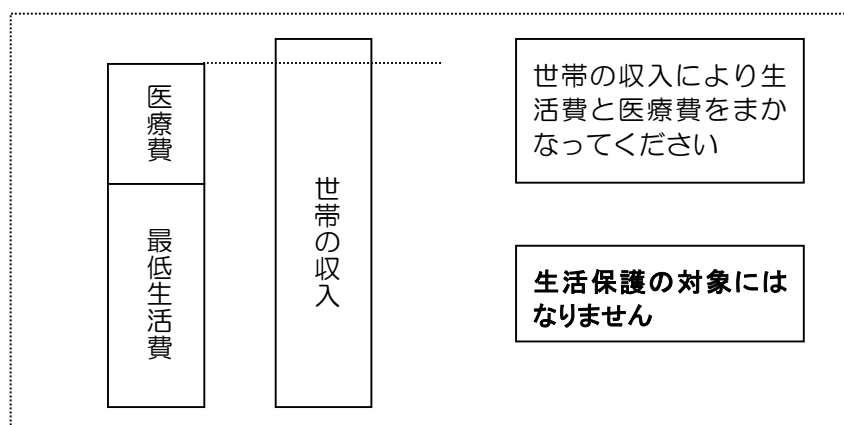 医療費
最低生活費
世帯の収入
世帯の収入により生
活費と医療費をまか
なってください
生活保護の対象には
なりません